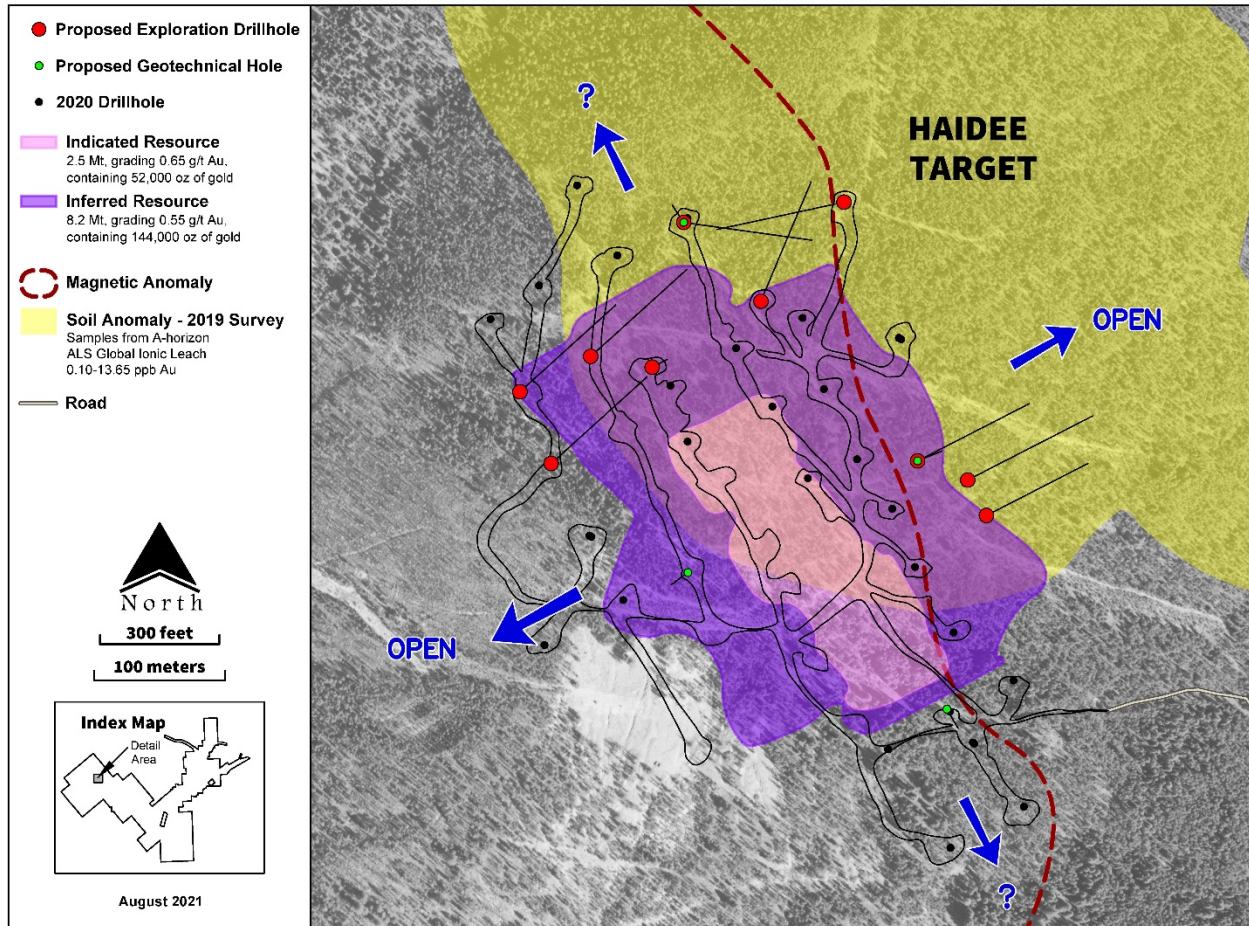 Proposed Exploration Drillhole
Proposed Geotechnical Hole
2020 Drillhole
Indicated Resource
2.5 Mt, grading 0.65 g/t Au,
containing 52,000 oz of gold
Inferred Resource
8.2 Mt, grading 0.55 g/t Au,
containing 144,000 oz of gold
Magnetic Anomaly
Soil Anomaly - 2019 Survey
Samples from A-horizon
ALS Global Ionic Leach
0.10-13.65 ppb Au
Road
North
300 feet
100 meters
Index Map
Detail
Area
August 2021
?
HAIDEE
TARGET
OPEN
OPEN
?